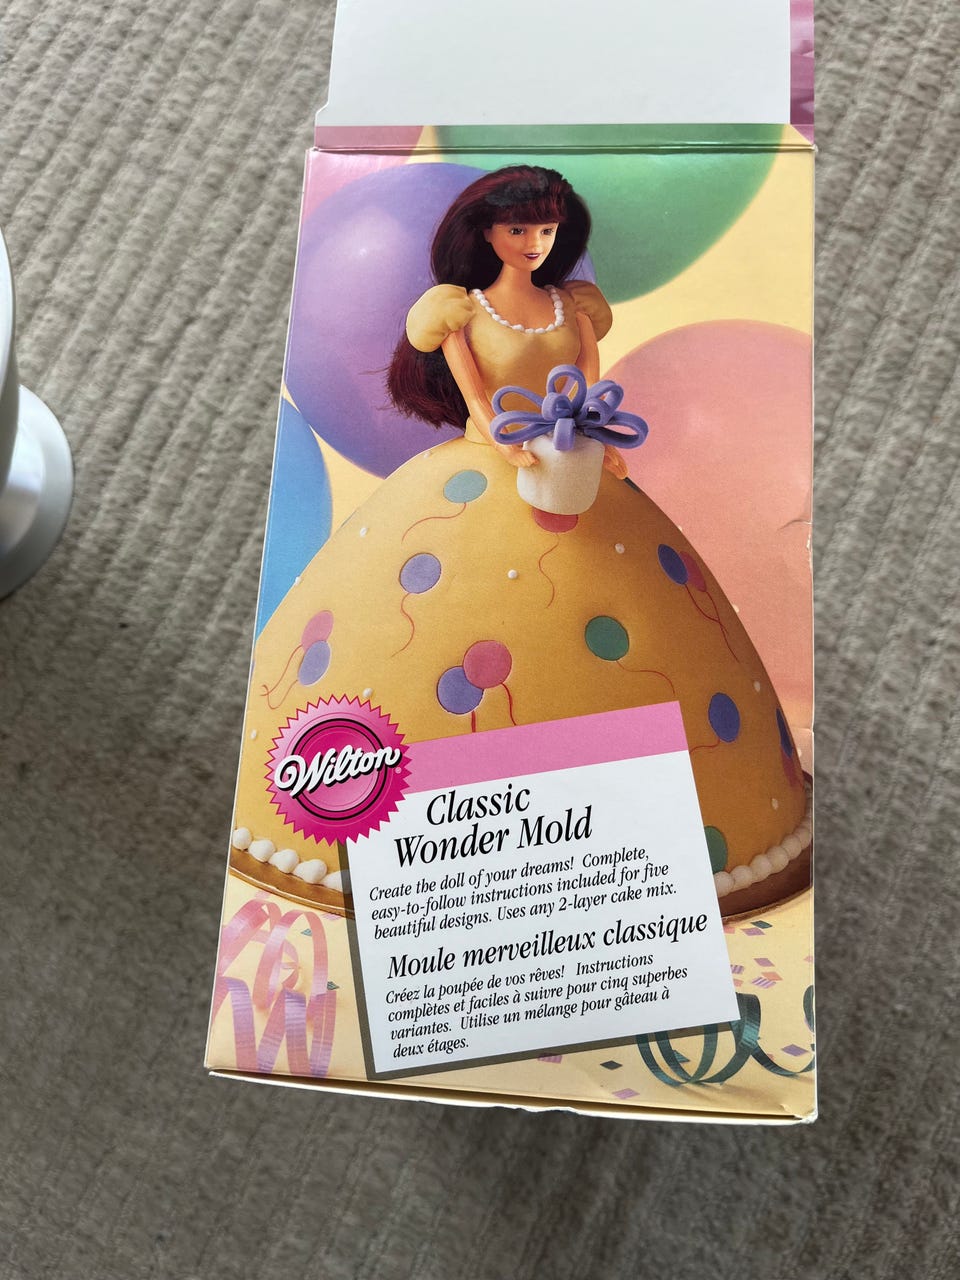 Wilton
Classic
Wonder Mold
Create the doll of your dreams! Complete,
easy-to-follow instructions included for five
beautiful designs. Uses any 2-layer cake mix.
Moule merveilleux classique
Créez la poupée de vos rêves! Instructions
complètes et faciles à suivre pour cinq superbes
variantes. Utilise un mélange pour gâteau à
deux étages.